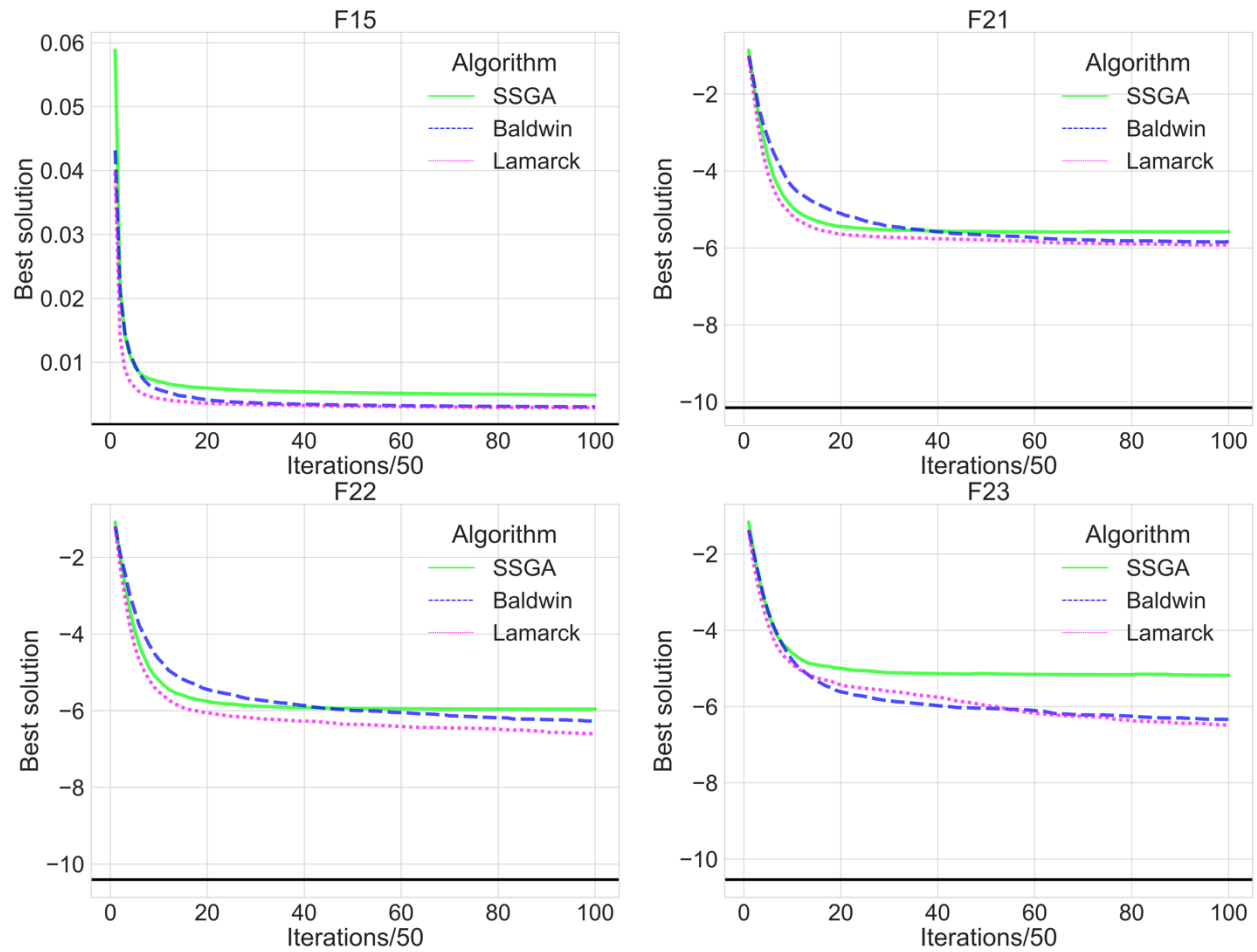 F15
0.06
0.05
0.04
0.03
0.02
0.01
Best solution
Algorithm
SSGA
Baldwin
Lamarck
0 20 40 60 80 100
Iterations/50
F21
−2
−4
−6
−8
−10
Best solution
Algorithm
SSGA
Baldwin
Lamarck
0 20 40 60 80 100
Iterations/50
F22
−2
−4
−6
−8
−10
Best solution
Algorithm
SSGA
Baldwin
Lamarck
0 20 40 60 80 100
Iterations/50
F23
−2
−4
−6
−8
−10
Best solution
Algorithm
SSGA
Baldwin
Lamarck
0 20 40 60 80 100
Iterations/50